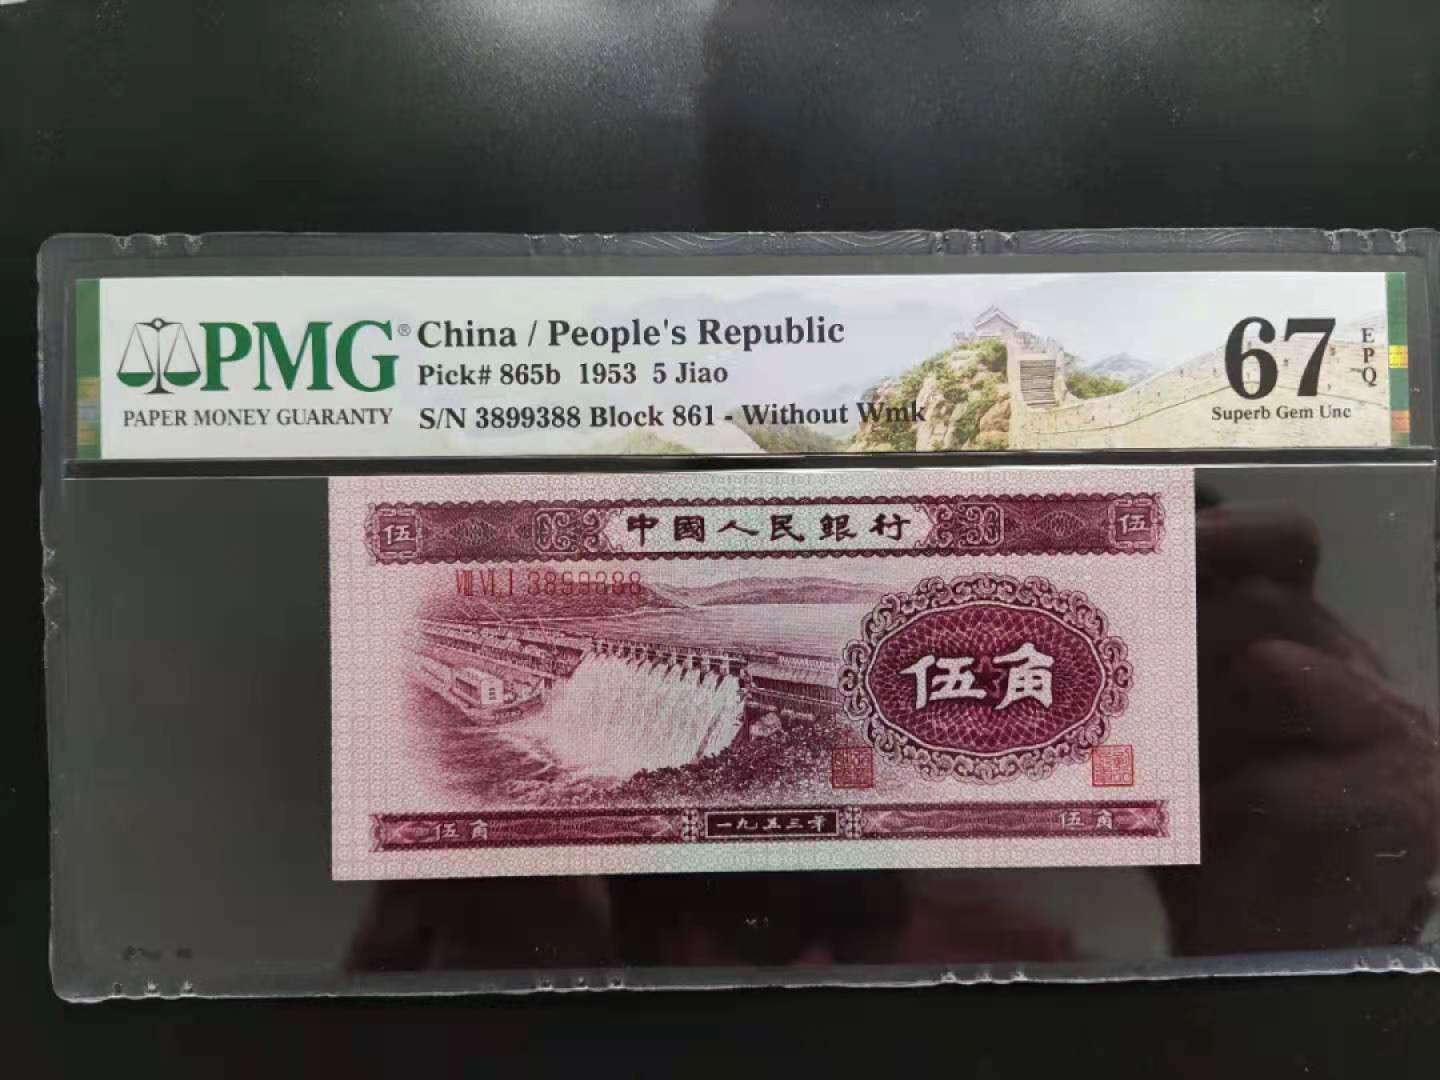 PMG®
PAPER MONEY GUARANTY
China / People's Republic
Pick# 865b 1953 5 Jiao
S/N 3899388 Block 861 - Without Wmk
67
EPQ
Superb Gem Unc
伍
中國人民銀行
伍
Ⅷ Ⅵ Ⅰ 3899388
伍角
伍角
一九五三年
伍角